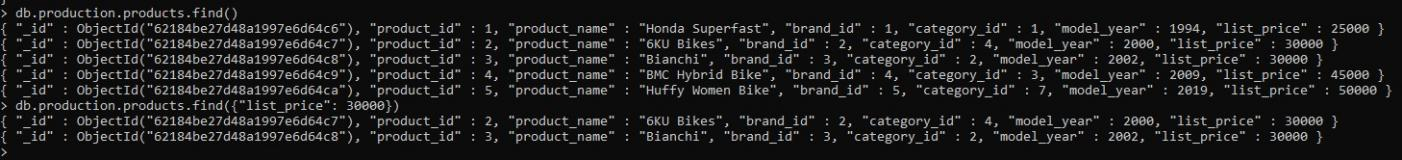 > db.production.products.find()
{ "_id" : ObjectId("62184be27d48a1997e6d64c6"), "product_id" : 1, "product_name" : "Honda Superfast", "brand_id" : 1, "category_id" : 1, "model_year" : 1994, "list_price" : 25000 }
{ "_id" : ObjectId("62184be27d48a1997e6d64c7"), "product_id" : 2, "product_name" : "6KU Bikes", "brand_id" : 2, "category_id" : 4, "model_year" : 2000, "list_price" : 30000 }
{ "_id" : ObjectId("62184be27d48a1997e6d64c8"), "product_id" : 3, "product_name" : "Bianchi", "brand_id" : 3, "category_id" : 2, "model_year" : 2002, "list_price" : 30000 }
{ "_id" : ObjectId("62184be27d48a1997e6d64c9"), "product_id" : 4, "product_name" : "BMC Hybrid Bike", "brand_id" : 4, "category_id" : 3, "model_year" : 2009, "list_price" : 45000 }
{ "_id" : ObjectId("62184be27d48a1997e6d64ca"), "product_id" : 5, "product_name" : "Huffy Women Bike", "brand_id" : 5, "category_id" : 7, "model_year" : 2019, "list_price" : 50000 }
> db.production.products.find({"list_price": 30000})
{ "_id" : ObjectId("62184be27d48a1997e6d64c7"), "product_id" : 2, "product_name" : "6KU Bikes", "brand_id" : 2, "category_id" : 4, "model_year" : 2000, "list_price" : 30000 }
{ "_id" : ObjectId("62184be27d48a1997e6d64c8"), "product_id" : 3, "product_name" : "Bianchi", "brand_id" : 3, "category_id" : 2, "model_year" : 2002, "list_price" : 30000 }
>